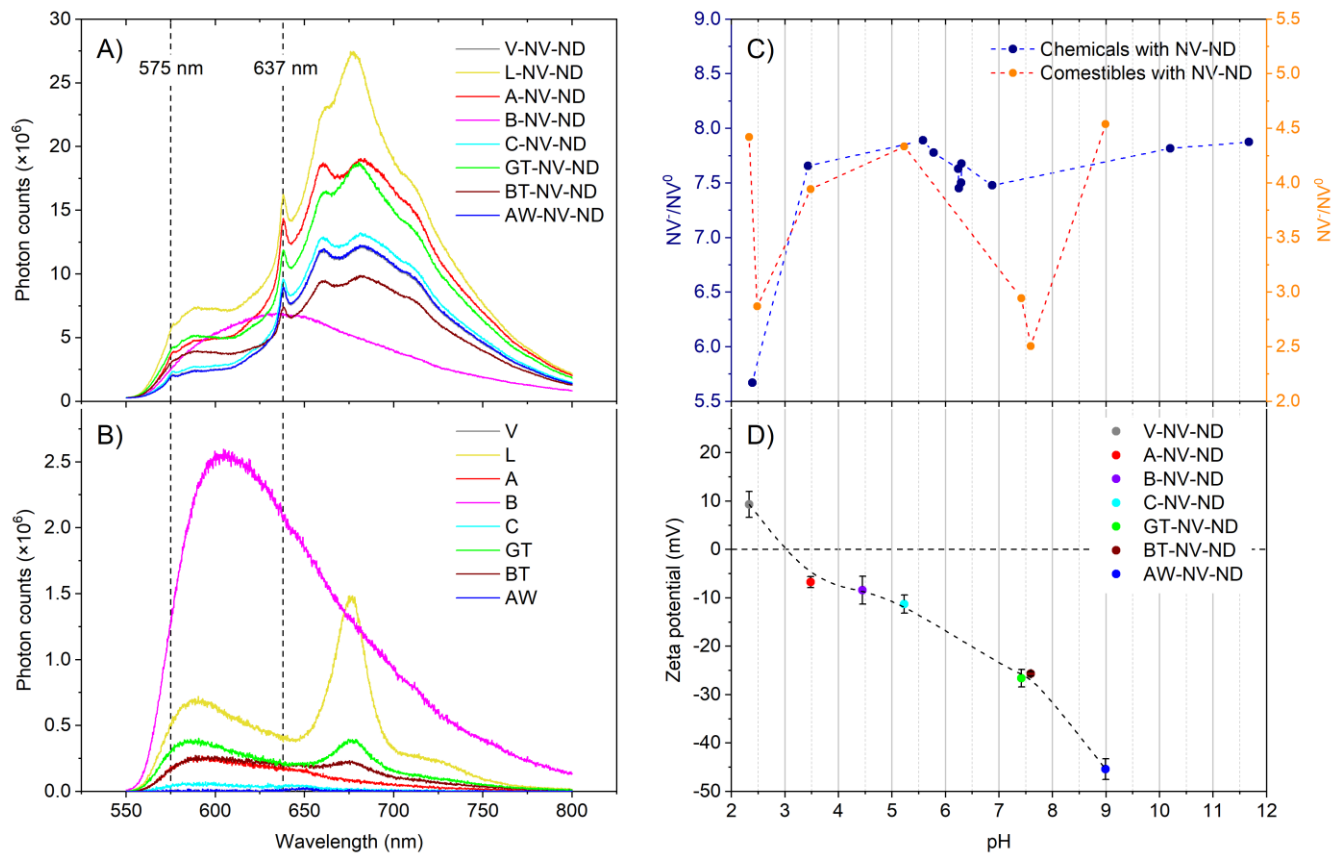 A)
575 nm
637 nm
V-NV-ND
L-NV-ND
A-NV-ND
B-NV-ND
C-NV-ND
GT-NV-ND
BT-NV-ND
AW-NV-ND
Photon counts (×10⁶)
30
25
20
15
10
5
0
B)
V
L
A
B
C
GT
BT
AW
Photon counts (×10⁶)
2.5
2.0
1.5
1.0
0.5
0.0
550 600 650 700 750 800
Wavelength (nm)
C)
Chemicals with NV-ND
Comestibles with NV-ND
NV⁻/NV⁰
9.0
8.5
8.0
7.5
7.0
6.5
6.0
5.5
5.5
5.0
4.5
4.0
3.5
3.0
2.5
2.0
NV⁻/NV⁰
D)
V-NV-ND
A-NV-ND
B-NV-ND
C-NV-ND
GT-NV-ND
BT-NV-ND
AW-NV-ND
Zeta potential (mV)
20
10
0
-10
-20
-30
-40
-50
2 3 4 5 6 7 8 9 10 11 12
pH